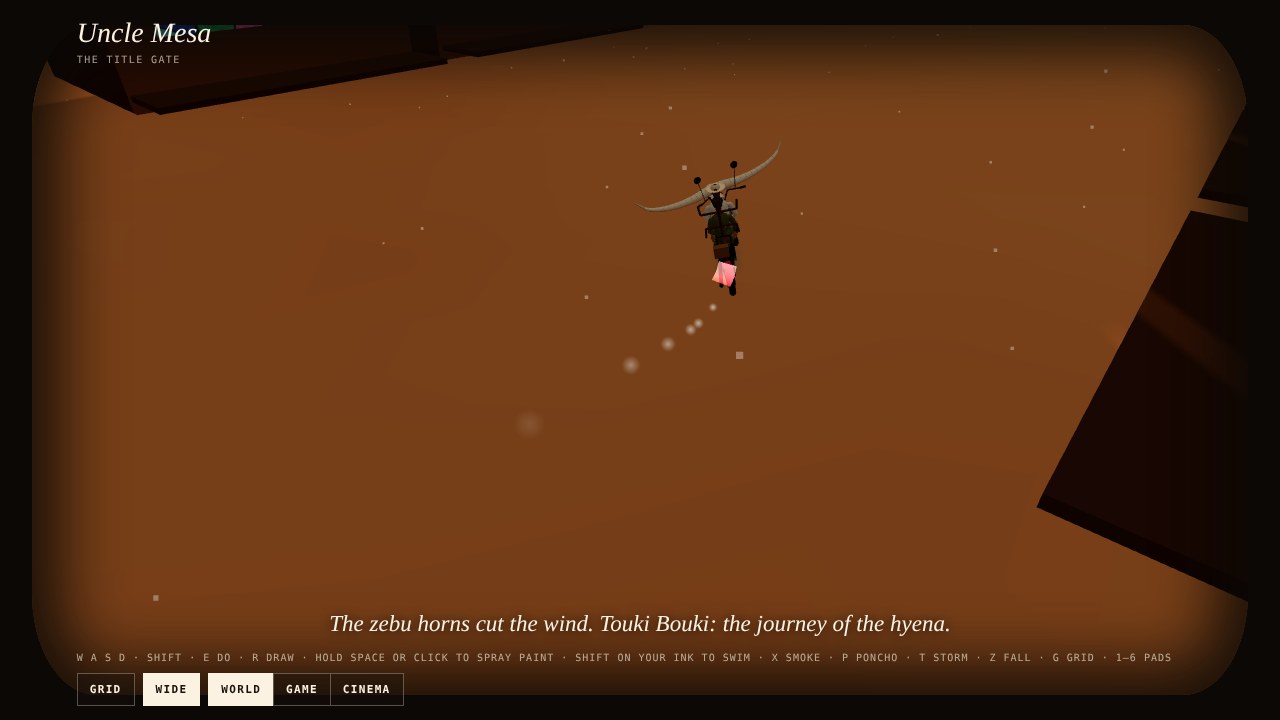 Uncle Mesa
THE TITLE GATE
The zebu horns cut the wind. Touki Bouki: the journey of the hyena.
W A S D · SHIFT · E DO · R DRAW · HOLD SPACE OR CLICK TO SPRAY PAINT · SHIFT ON YOUR INK TO SWIM · X SMOKE · P PONCHO · T STORM · Z FALL · G GRID · 1–6 PADS
GRID WIDE WORLD GAME CINEMA